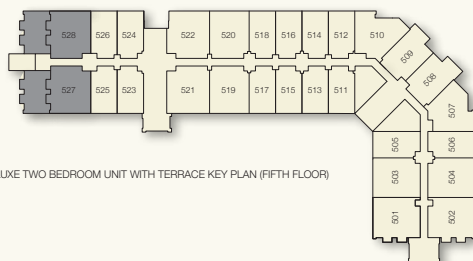 528 526 524 522 520 518 516 514 512 510
509
508
527 525 523 521 519 517 515 513 511
507
505 506
UXE TWO BEDROOM UNIT WITH TERRACE KEY PLAN (FIFTH FLOOR)
503 504
501 502